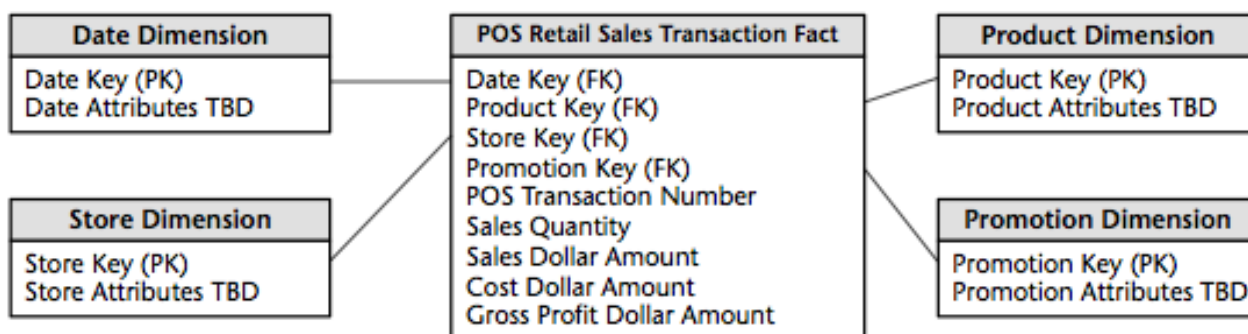 Date Dimension
Date Key (PK)
Date Attributes TBD
Store Dimension
Store Key (PK)
Store Attributes TBD
POS Retail Sales Transaction Fact
Date Key (FK)
Product Key (FK)
Store Key (FK)
Promotion Key (FK)
POS Transaction Number
Sales Quantity
Sales Dollar Amount
Cost Dollar Amount
Gross Profit Dollar Amount
Product Dimension
Product Key (PK)
Product Attributes TBD
Promotion Dimension
Promotion Key (PK)
Promotion Attributes TBD